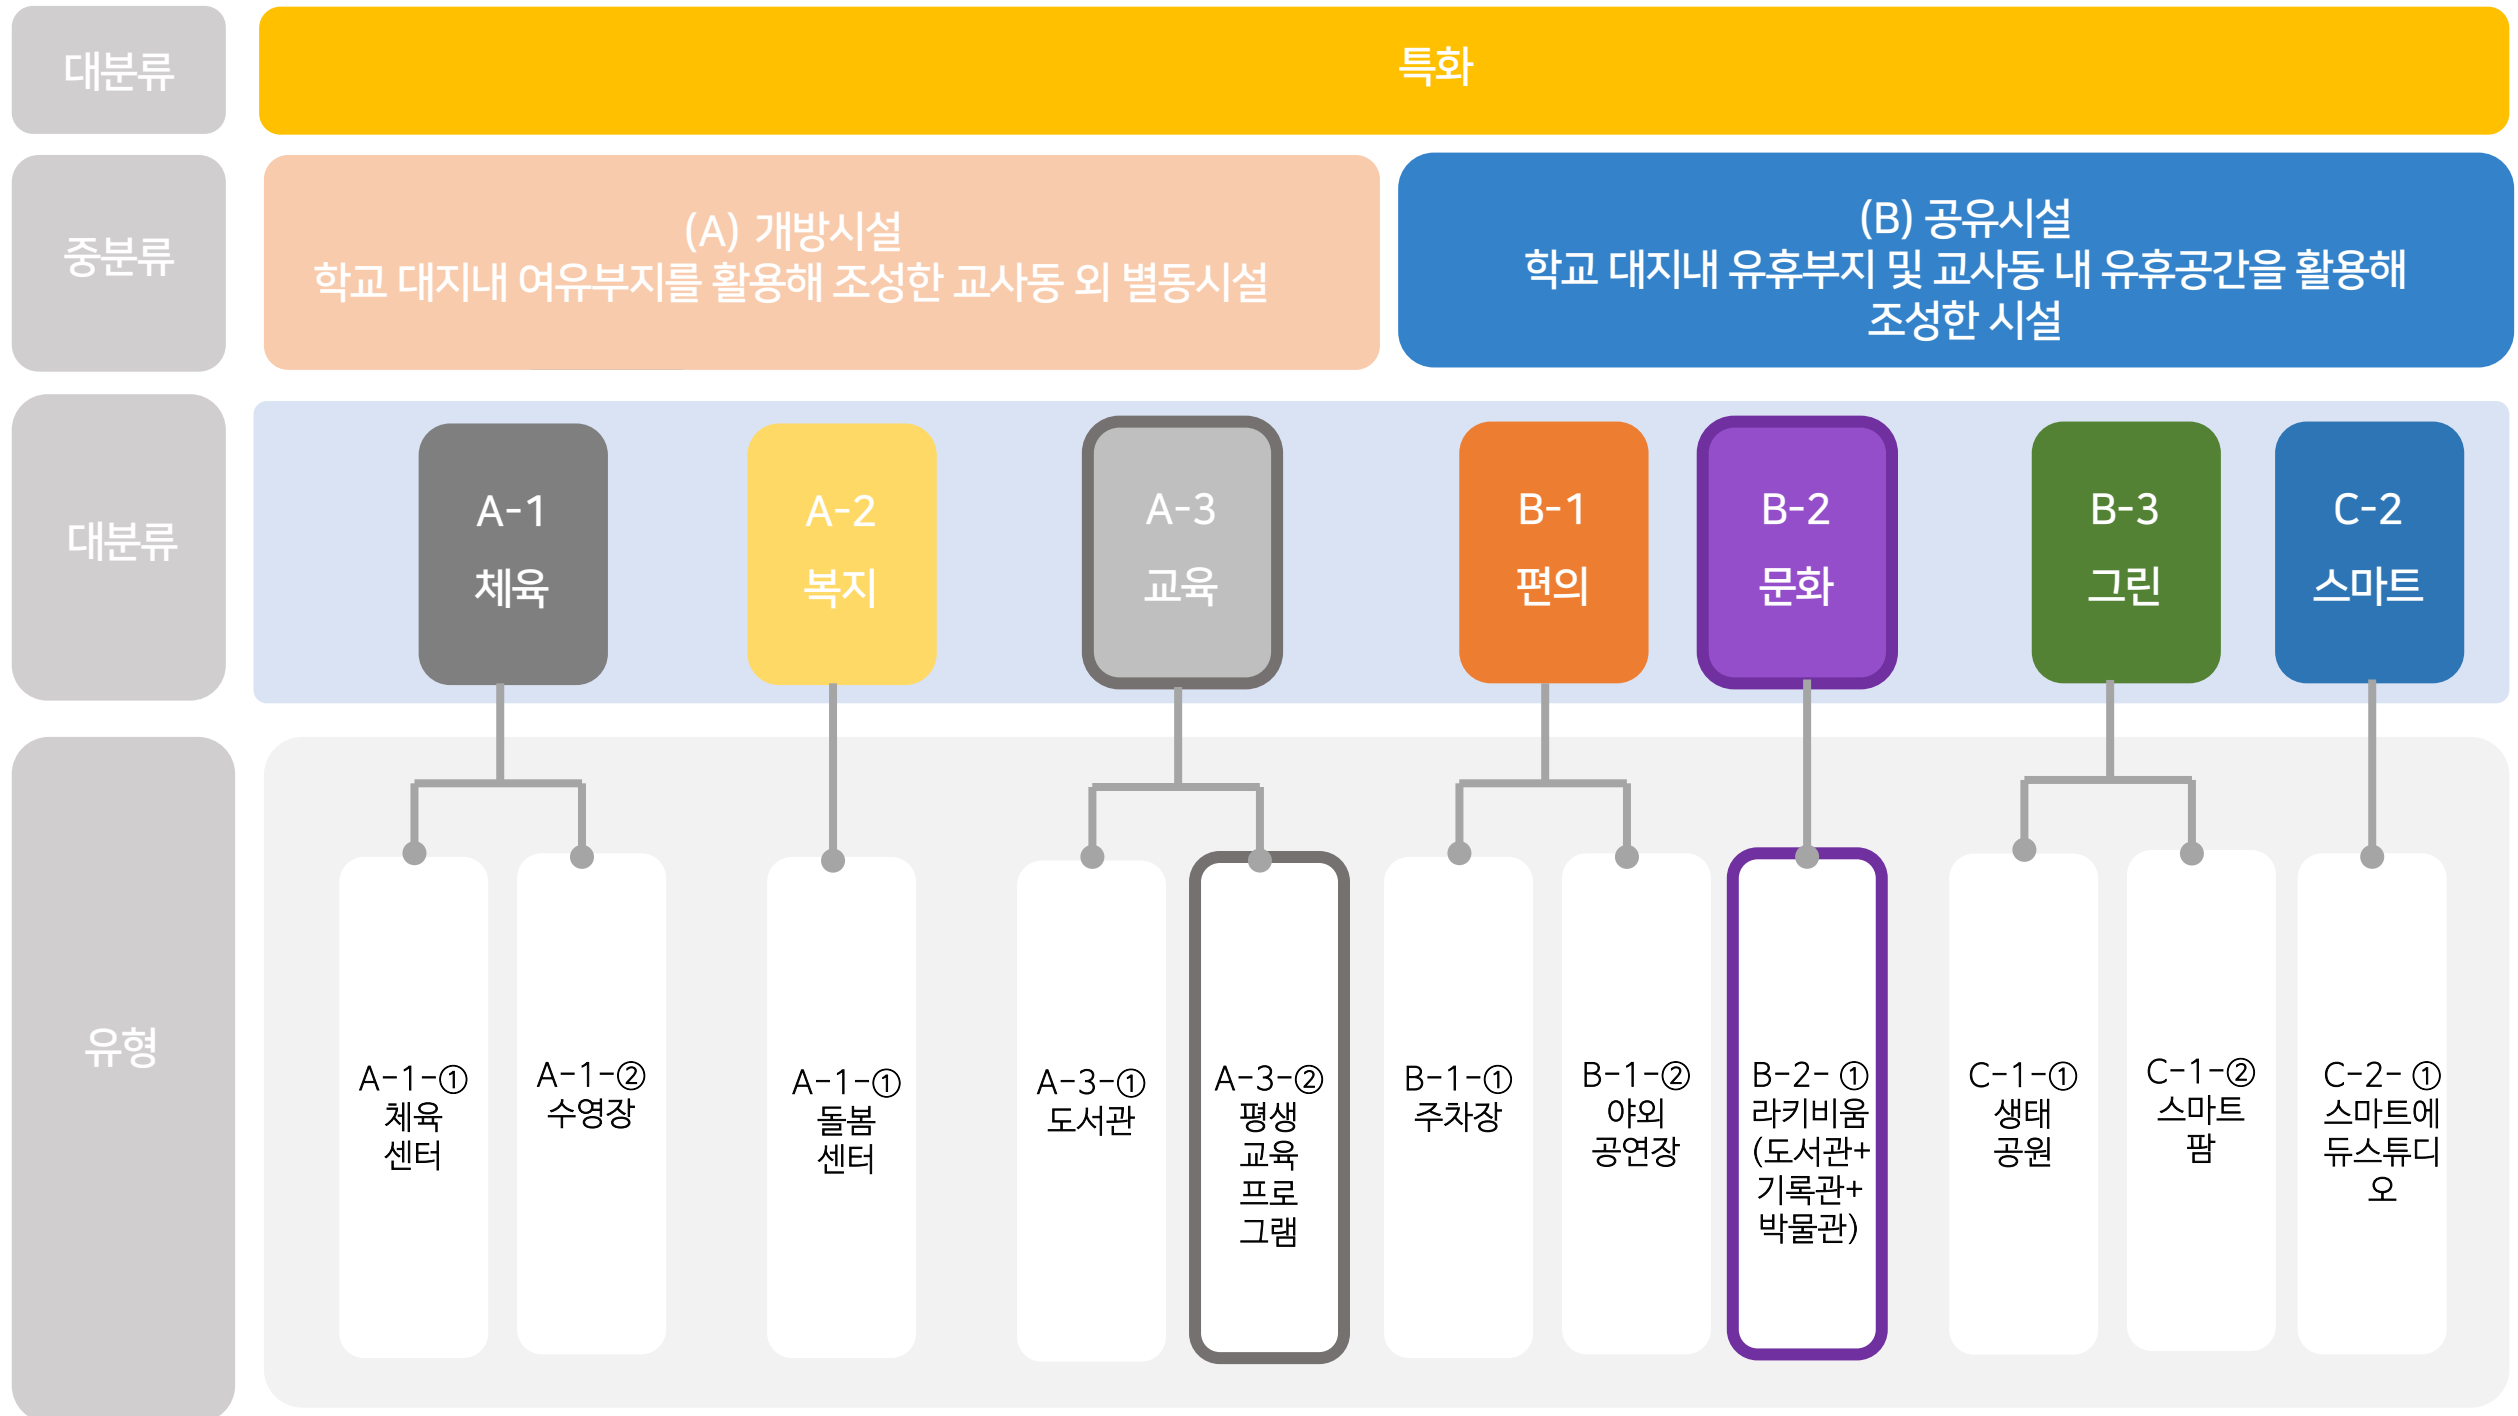 대분류
특화
중분류
(A) 개방시설
학교 대지내 여유부지를 활용해 조성한 교사동 외 별동시설
(B) 공유시설
학교 대지내 유휴부지 및 교사동 내 유휴공간을 활용해
조성한 시설
대분류
A-1
체육
A-2
복지
A-3
교육
B-1
편의
B-2
문화
B-3
그린
C-2
스마트
유형
A-1-①
체육
센터
A-1-②
수영장
A-1-①
돌봄
센터
A-3-①
도서관
A-3-②
평생
교육
프로
그램
B-1-①
주차장
B-1-②
야외
공연장
B-2- ①
라키비움
(도서관+
기록관+
박물관)
C-1-①
생태
공원
C-1-②
스마트
팜
C-2- ①
스마트에
듀스튜디
오